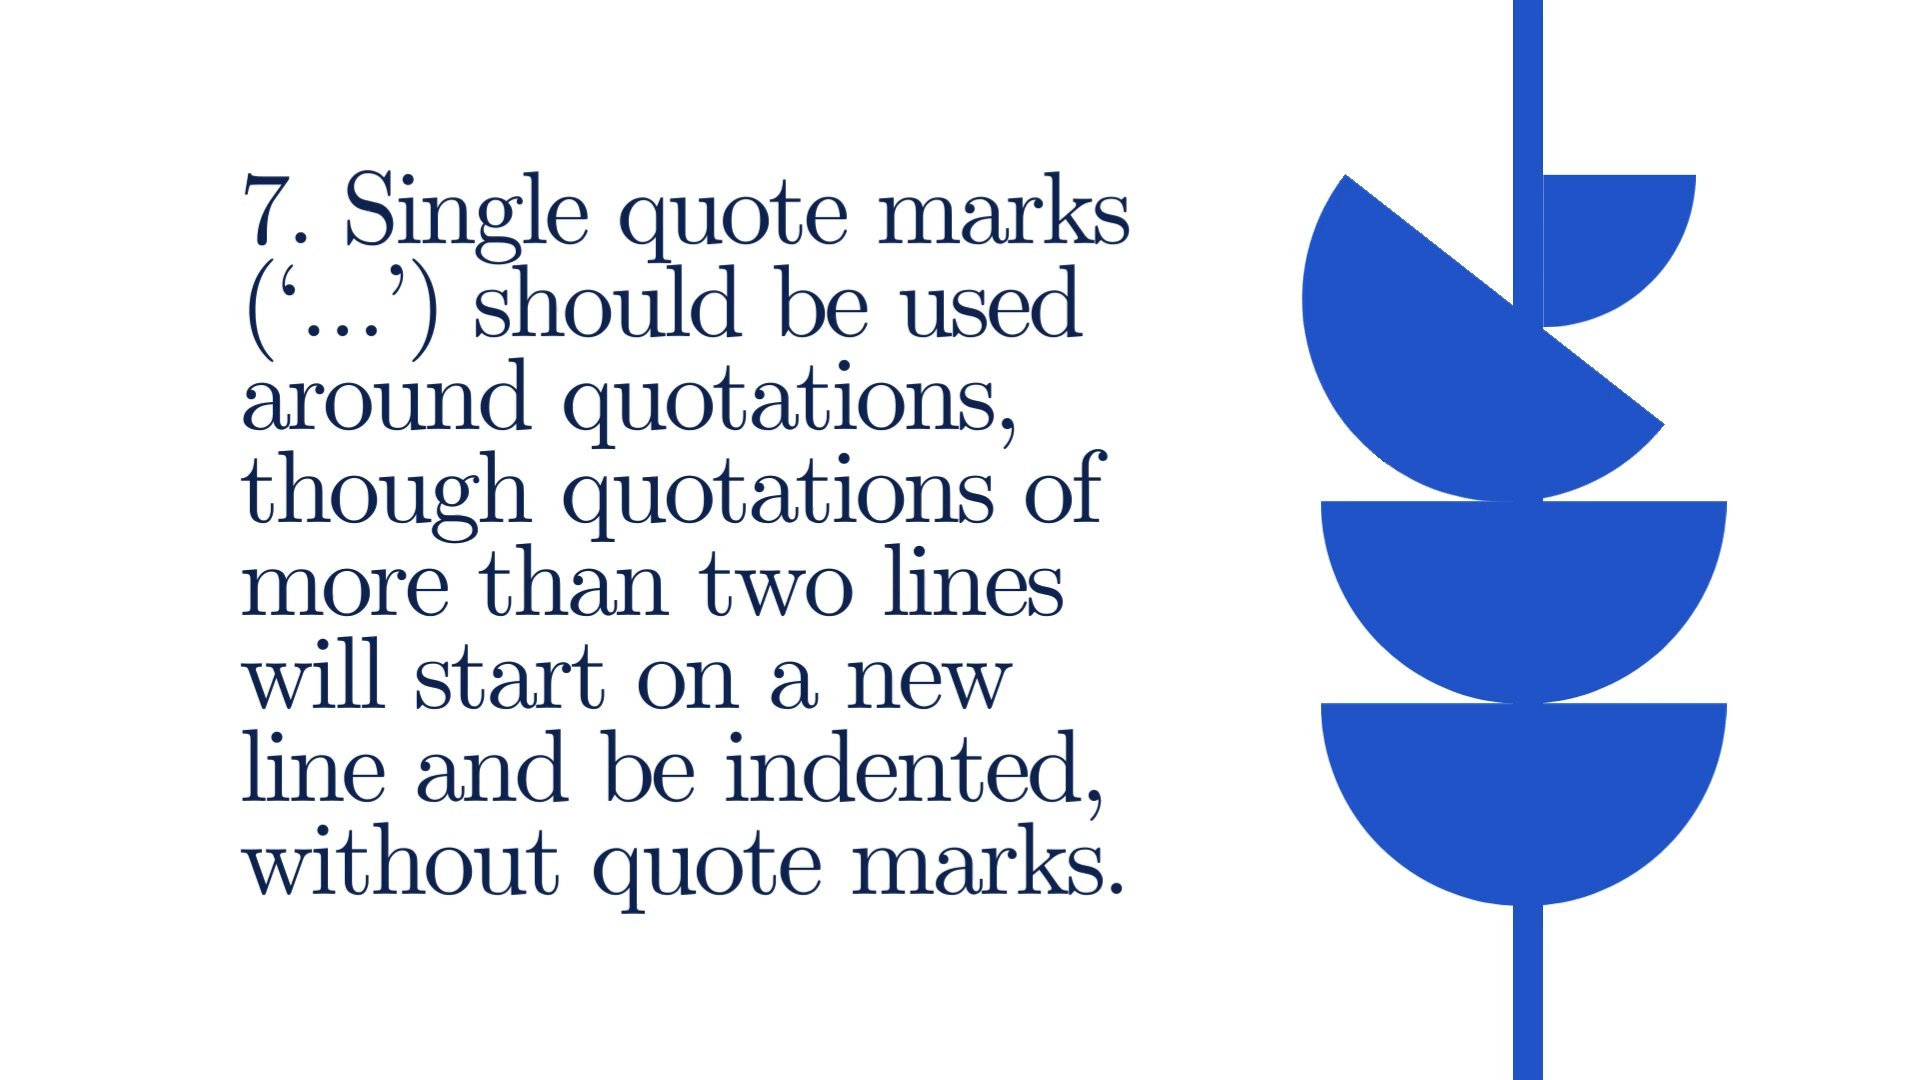 7. Single quote marks
(‘...’) should be used
around quotations,
though quotations of
more than two lines
will start on a new
line and be indented,
without quote marks.